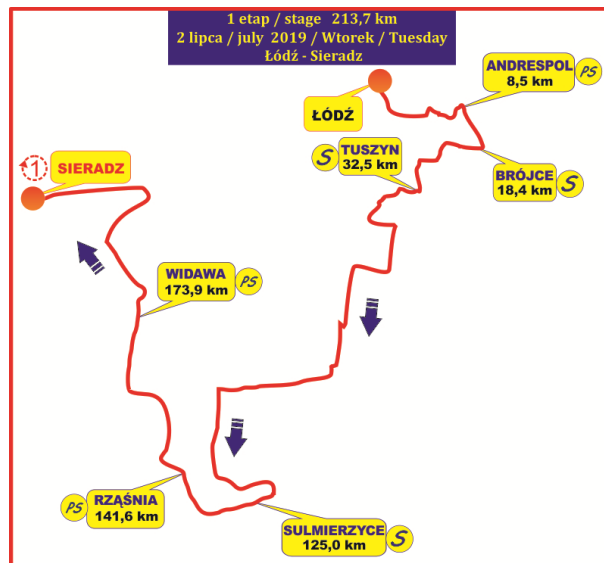 1 etap / stage 213,7 km
2 lipca / july 2019 / Wtorek / Tuesday
Łódź - Sieradz
ANDRESPOL
8,5 km
PS
ŁÓDŹ
S
TUSZYN
32,5 km
BRÓJCE
18,4 km
S
1
SIERADZ
WIDAWA
173,9 km
PS
PS
RZĄŚNIA
141,6 km
SULMIERZYCE
125,0 km
S